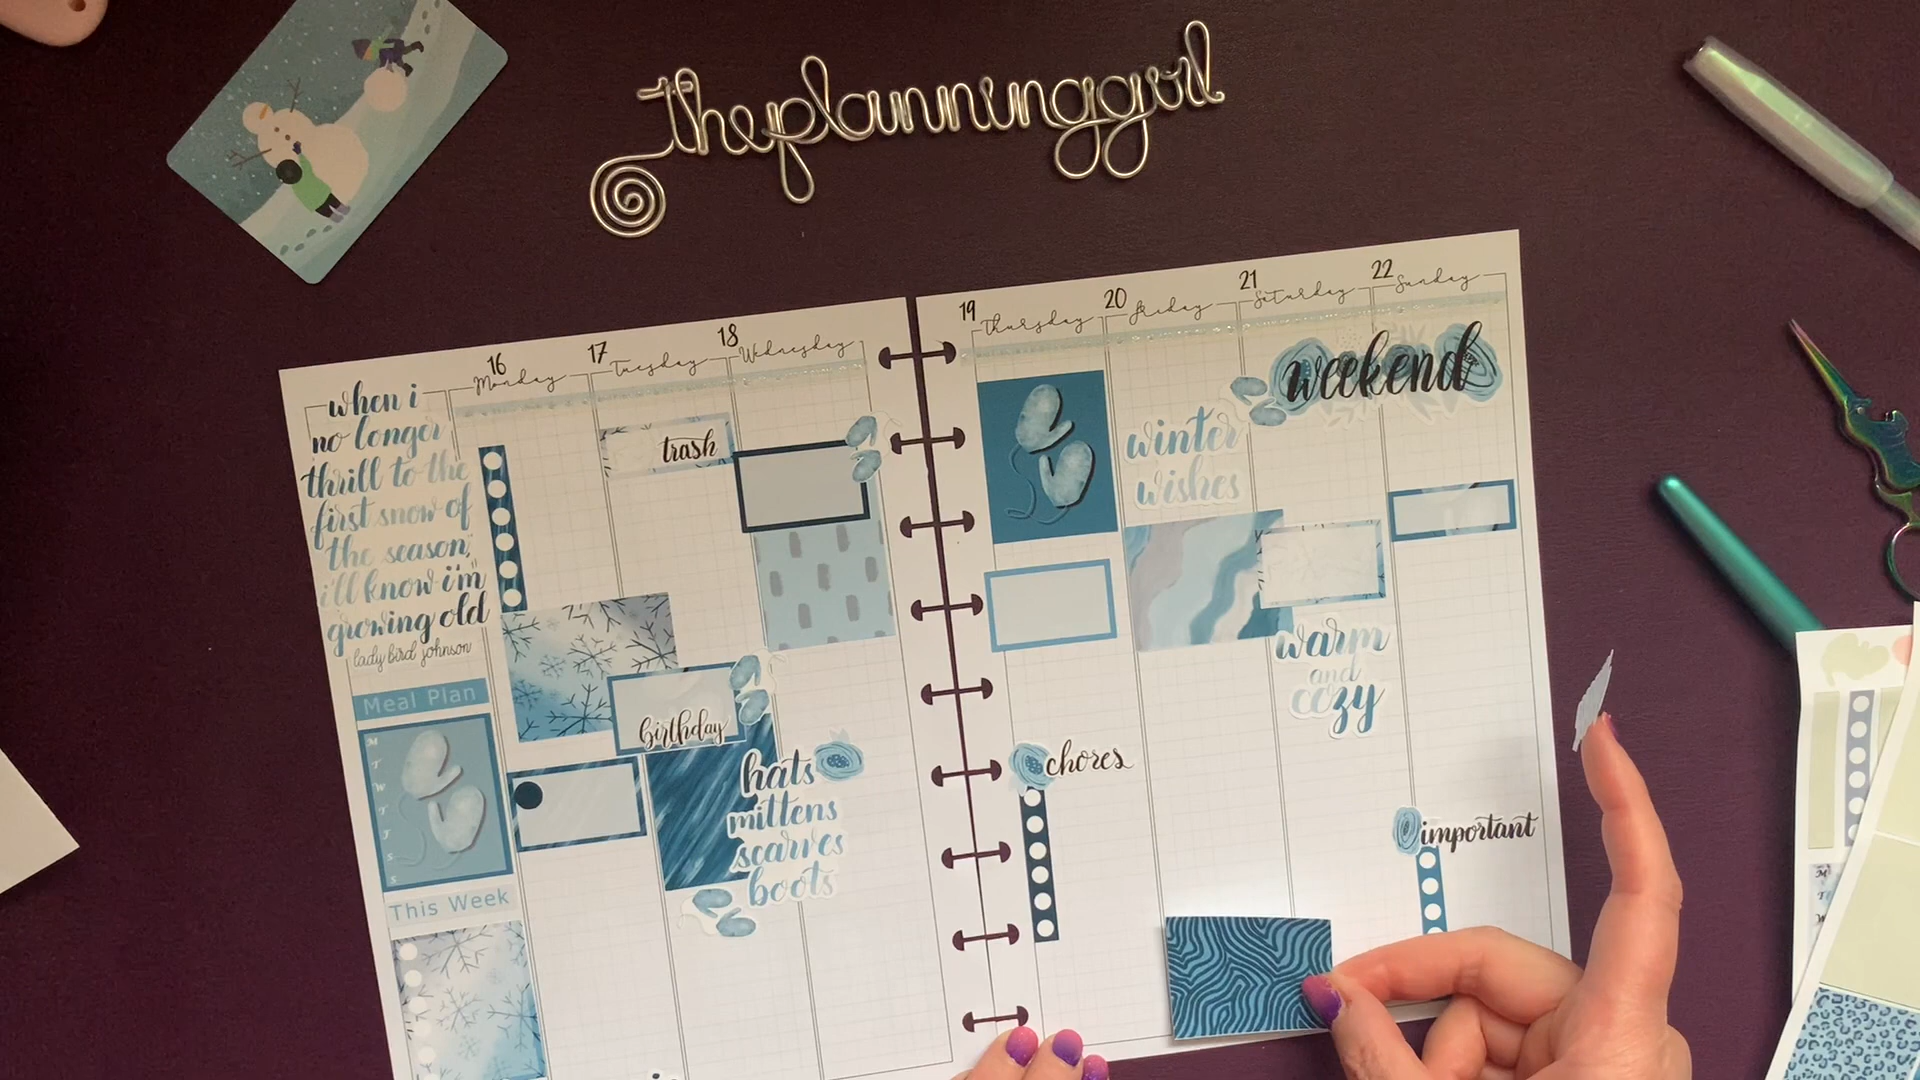 theplanninggirl
16 17 18 19 20 21 22
Monday Tuesday Wednesday Thursday Friday Saturday Sunday
when i
no longer
thrill to the
first snow of
the season,
i'll know i'm
growing old
lady bird johnson
Meal Plan
M
T
W
T
F
S
S
This Week
trash
birthday
hats
mittens
scarves
boots
winter
wishes
weekend
warm
and
cozy
chores
important
M
T
W